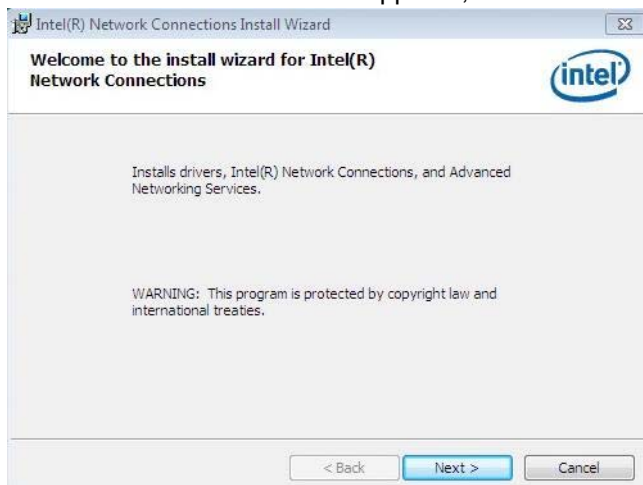 Intel(R) Network Connections Install Wizard
Welcome to the install wizard for Intel(R)
Network Connections
intel
Installs drivers, Intel(R) Network Connections, and Advanced
Networking Services.
WARNING: This program is protected by copyright law and
international treaties.
< Back
Next >
Cancel